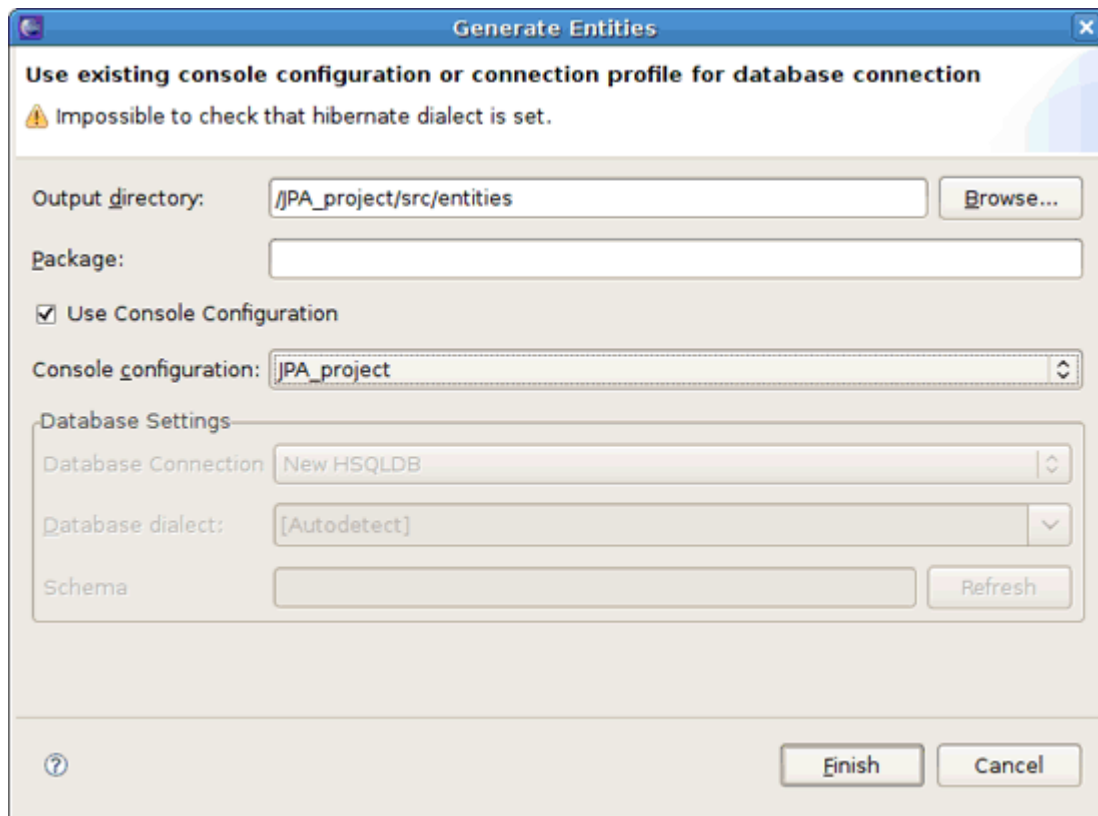 Generate Entities
Use existing console configuration or connection profile for database connection
Impossible to check that hibernate dialect is set.
Output directory: /JPA_project/src/entities Browse...
Package:
Use Console Configuration
Console configuration: JPA_project
Database Settings
Database Connection New HSQLDB
Database dialect: [Autodetect]
Schema Refresh
? Finish Cancel